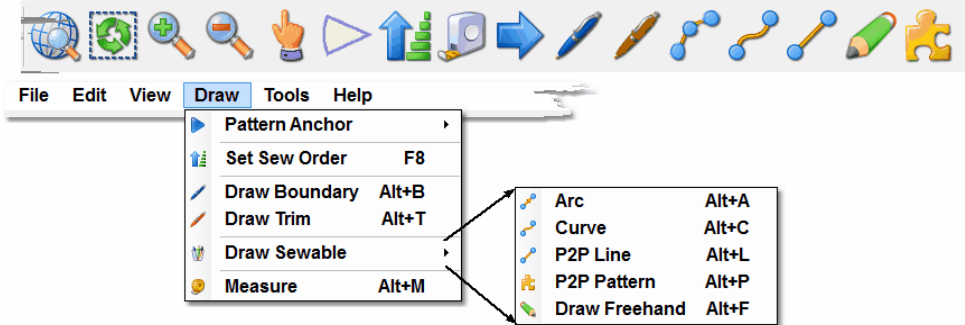 File Edit View Draw Tools Help
Pattern Anchor
Set Sew Order F8
Draw Boundary Alt+B
Draw Trim Alt+T
Draw Sewable
Measure Alt+M
Arc Alt+A
Curve Alt+C
P2P Line Alt+L
P2P Pattern Alt+P
Draw Freehand Alt+F